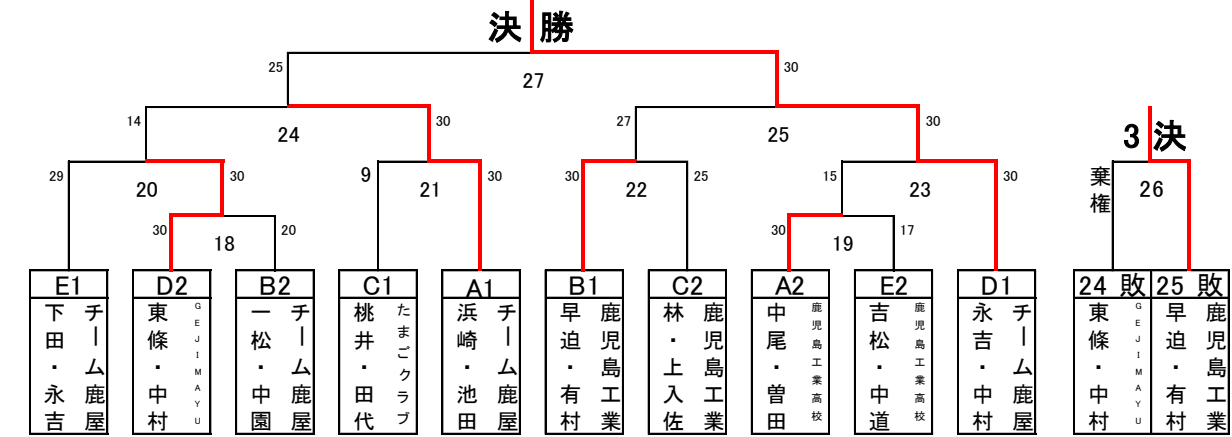 決勝
25 30
27
14 30 27 30
24 25
3決
29 30 9 30 30 25 15 30 棄権
20 21 22 23 26
30 20 30 17
18 19
E1 D2 B2 C1 A1 B1 C2 A2 E2 D1 24敗 25敗
下田・永吉 チーム鹿屋
東條・中村 GEJIMAYU
一松・中園 チーム鹿屋
桃井・田代 たまごクラブ
浜崎・池田 チーム鹿屋
早迫・有村 鹿児島工業
林・上入佐 鹿児島工業
中尾・曽田 鹿児島工業高校
吉松・中道 鹿児島工業高校
永吉・中村 チーム鹿屋
東條・中村 GEJIMAYU
早迫・有村 鹿児島工業